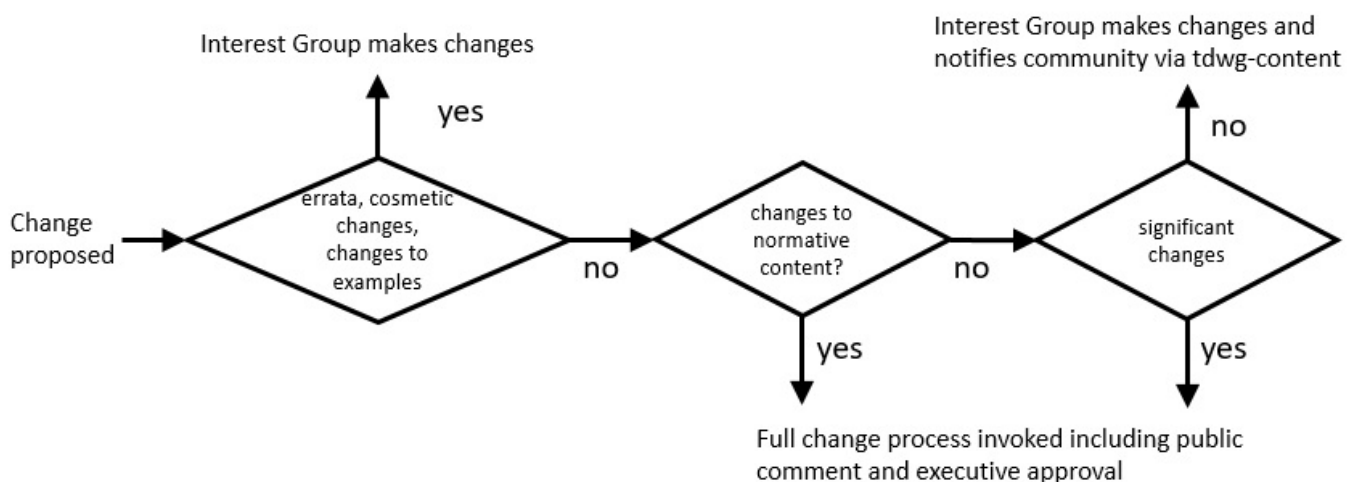 Interest Group makes changes
Interest Group makes changes and
notifies community via tdwg-content
yes
no
Change
proposed
errata, cosmetic
changes,
changes to
examples
no
changes to
normative
content?
no
significant
changes
yes
yes
Full change process invoked including public
comment and executive approval